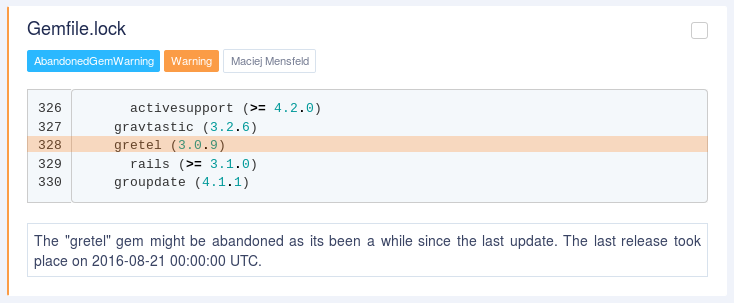 Gemfile.lock
AbandonedGemWarning Warning Maciej Mensfeld
326 activesupport (>= 4.2.0)
327 gravtastic (3.2.6)
328 gretel (3.0.9)
329 rails (>= 3.1.0)
330 groupdate (4.1.1)
The "gretel" gem might be abandoned as its been a while since the last update. The last release took
place on 2016-08-21 00:00:00 UTC.